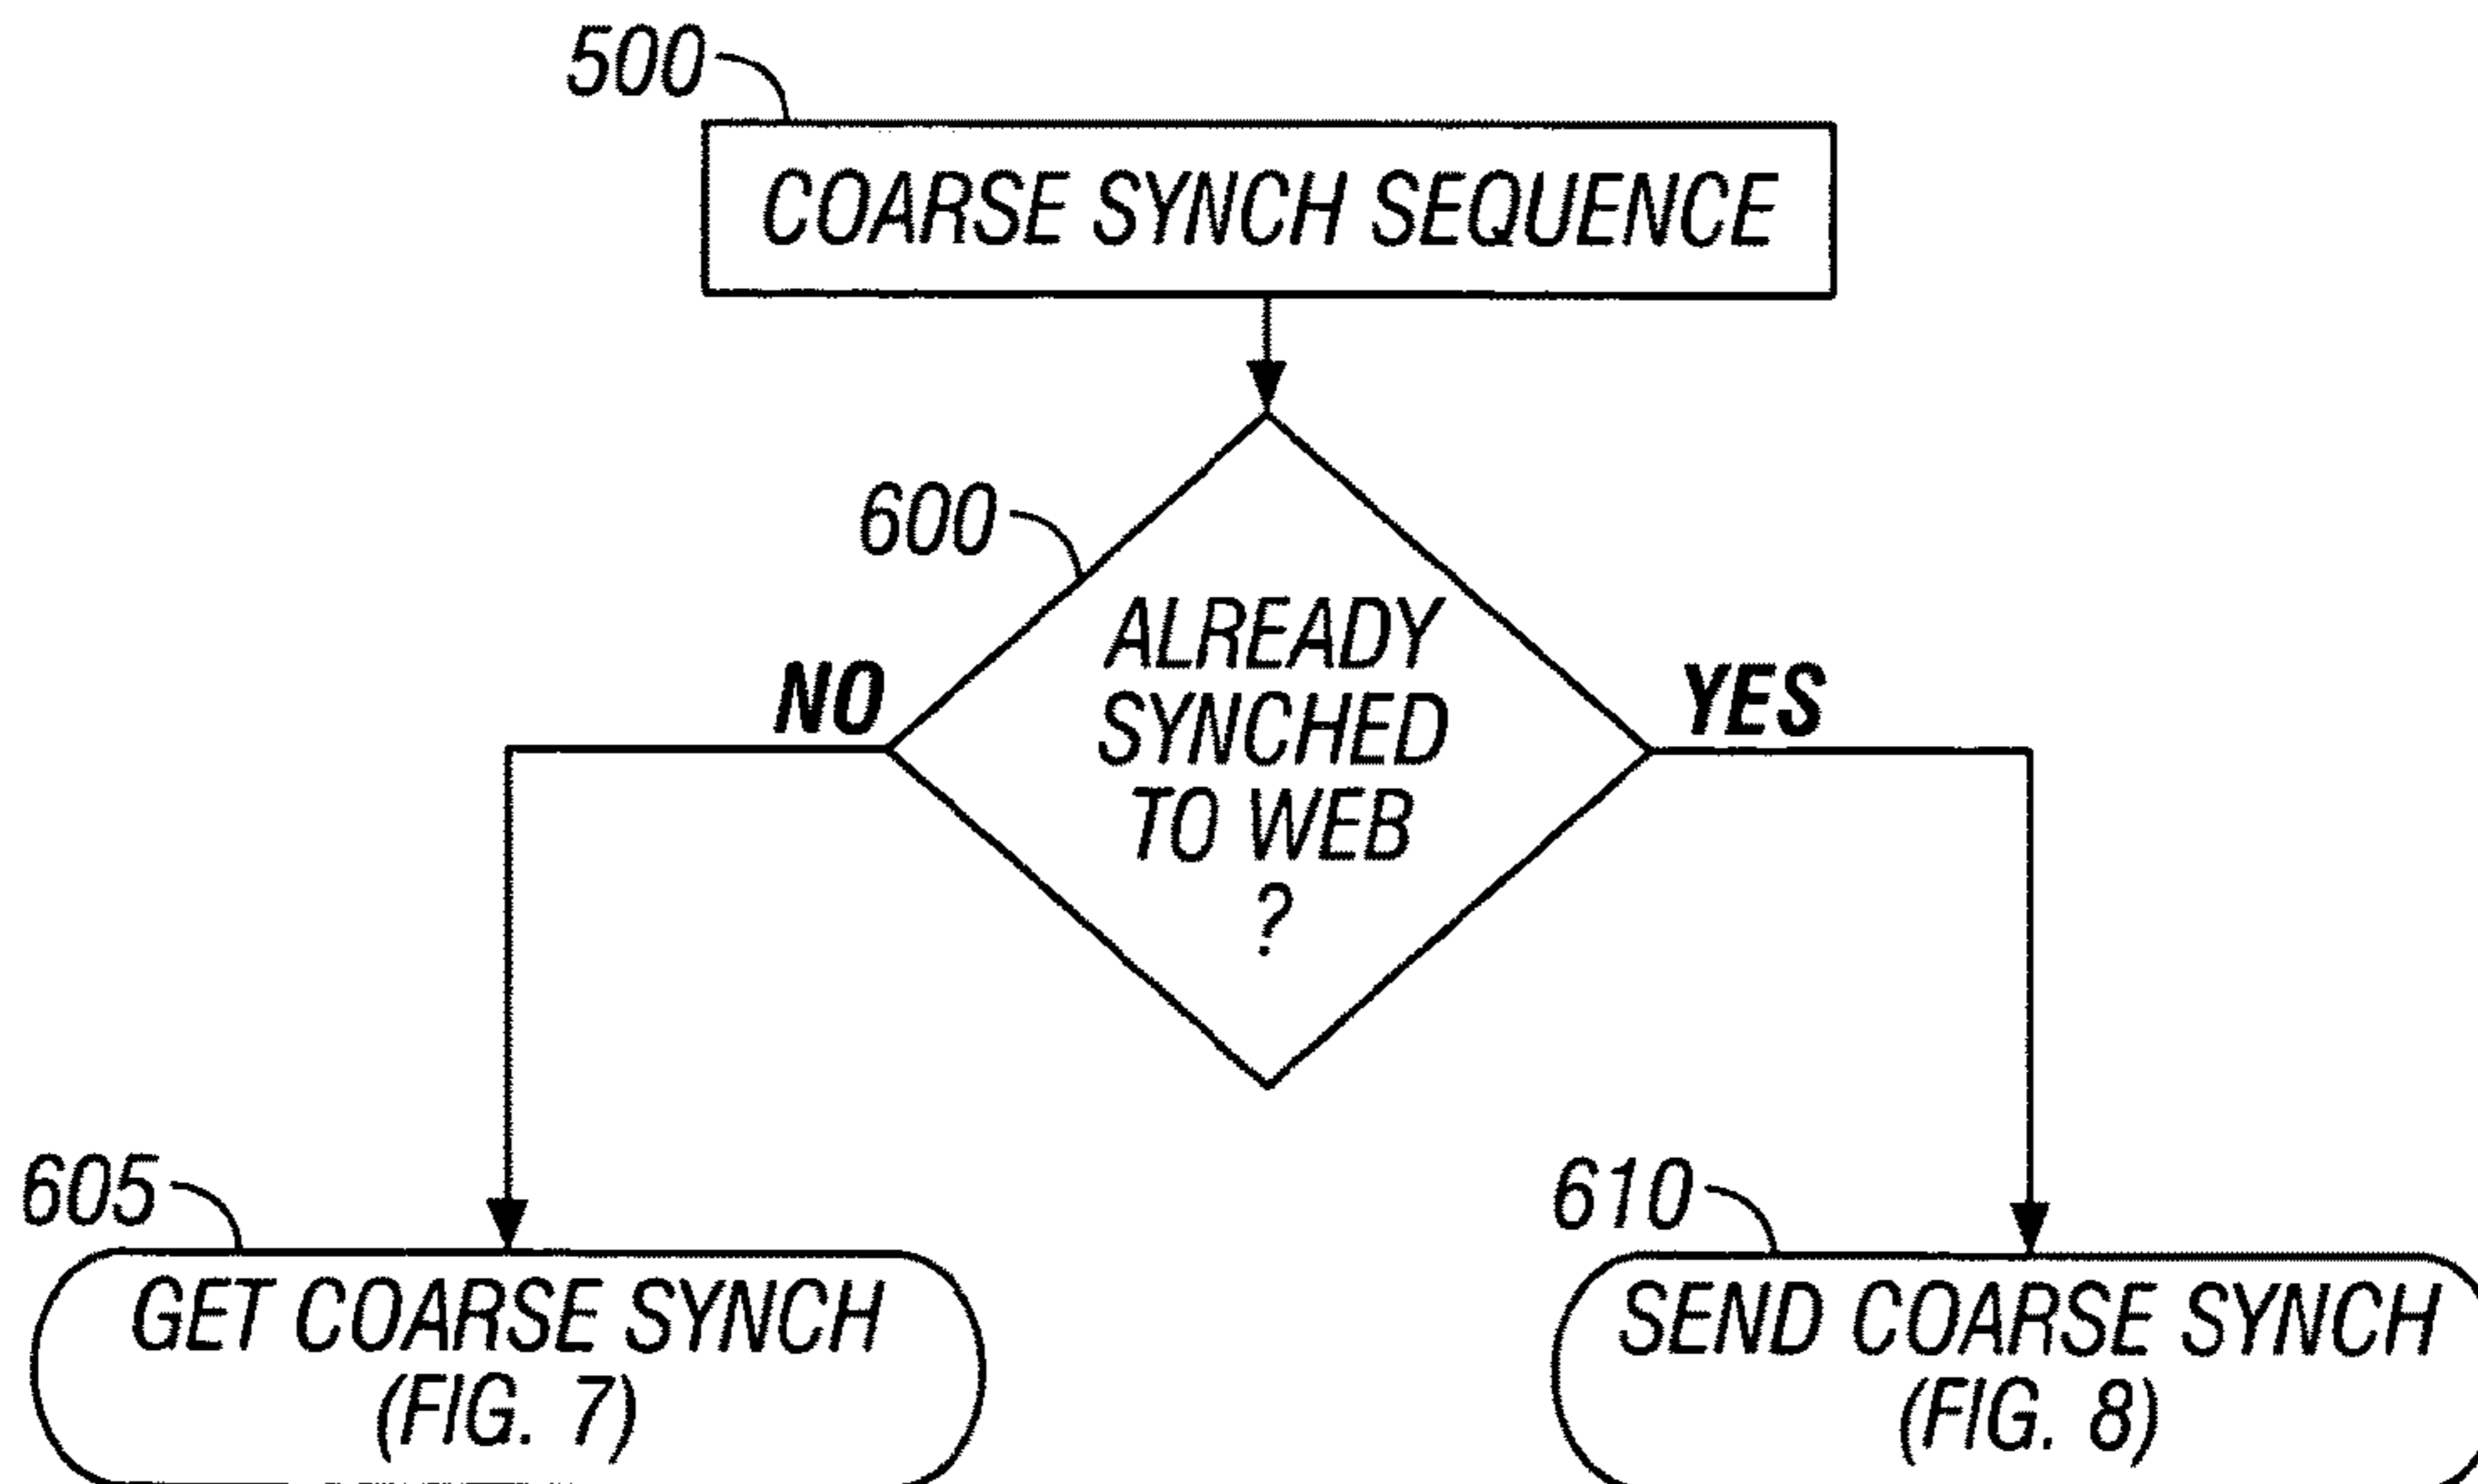 500
COARSE SYNCH SEQUENCE
600
ALREADY
SYNCHED
TO WEB
?
NO
YES
605
GET COARSE SYNCH
(FIG. 7)
610
SEND COARSE SYNCH
(FIG. 8)